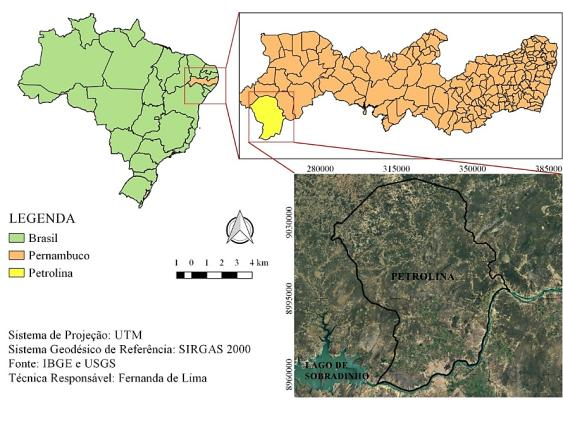 280000 315000 350000 385000
9030000
8995000
8960000
PETROLINA
LAGO DE
SOBRADINHO
LEGENDA
Brasil
Pernambuco
Petrolina
1 0 1 2 3 4 km
Sistema de Projeção: UTM
Sistema Geodésico de Referência: SIRGAS 2000
Fonte: IBGE e USGS
Técnica Responsável: Fernanda de Lima